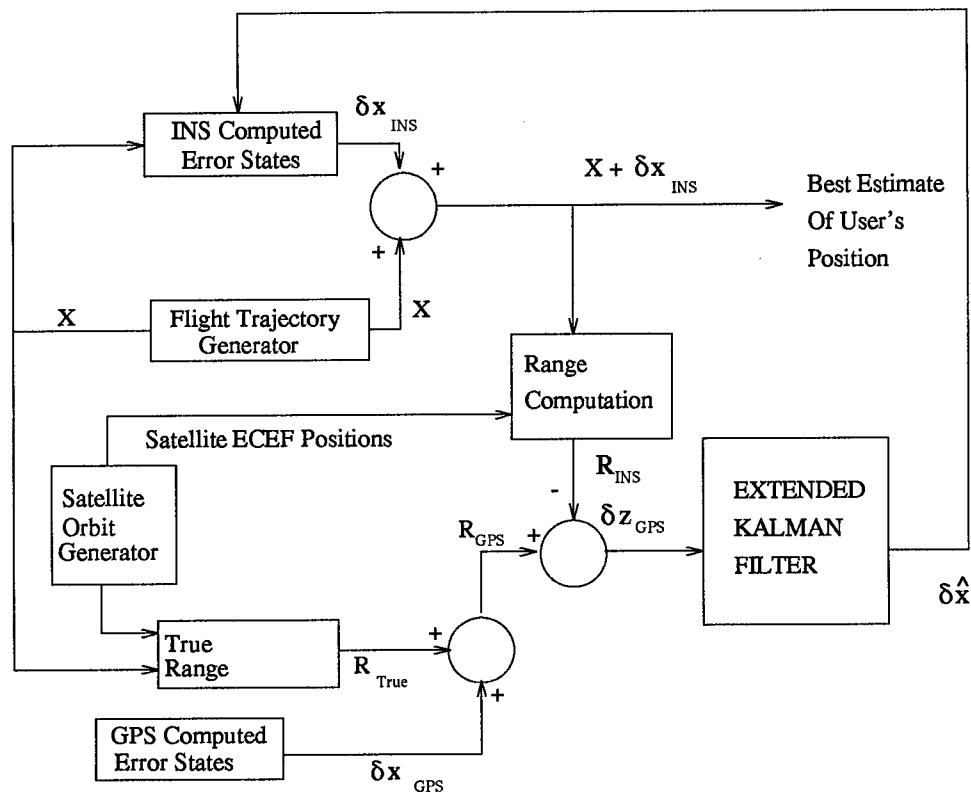 INS Computed
Error States
δx INS
+
+
X + δx INS
Best Estimate
Of User's
Position
X
Flight Trajectory
Generator
X
Range
Computation
Satellite ECEF Positions
R INS
-
Satellite
Orbit
Generator
R GPS
+
δz GPS
EXTENDED
KALMAN
FILTER
δx̂
True
Range
R True
+
+
GPS Computed
Error States
δx GPS